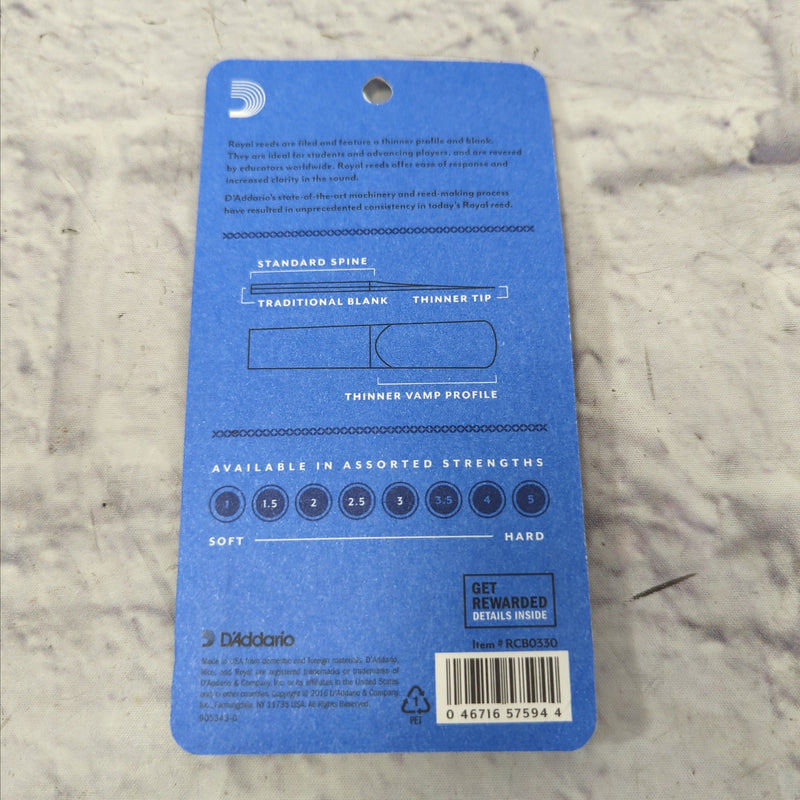 Royal reeds are filed and feature a thinner profile and blank.
They are ideal for students and advancing players, and are revered
by educators worldwide. Royal reeds offer ease of response and
increased clarity in the sound.
D'Addario's state-of-the-art machinery and reed-making process
have resulted in unprecedented consistency in today's Royal reed.
STANDARD SPINE
TRADITIONAL BLANK THINNER TIP
THINNER VAMP PROFILE
AVAILABLE IN ASSORTED STRENGTHS
1 1.5 2 2.5 3 3.5 4 5
SOFT HARD
GET
REWARDED
DETAILS INSIDE
Item # RCB0330
D'Addario
Made in USA from domestic and foreign materials. D'Addario,
Rico, and Royal are registered trademarks or trademarks of
D'Addario & Company, Inc. or its affiliates in the United States
and/or other countries. Copyright © 2016 D'Addario & Company,
Inc., Farmingdale, NY 11735 USA. All Rights Reserved.
905343-0
1
PET
0 46716 57594 4